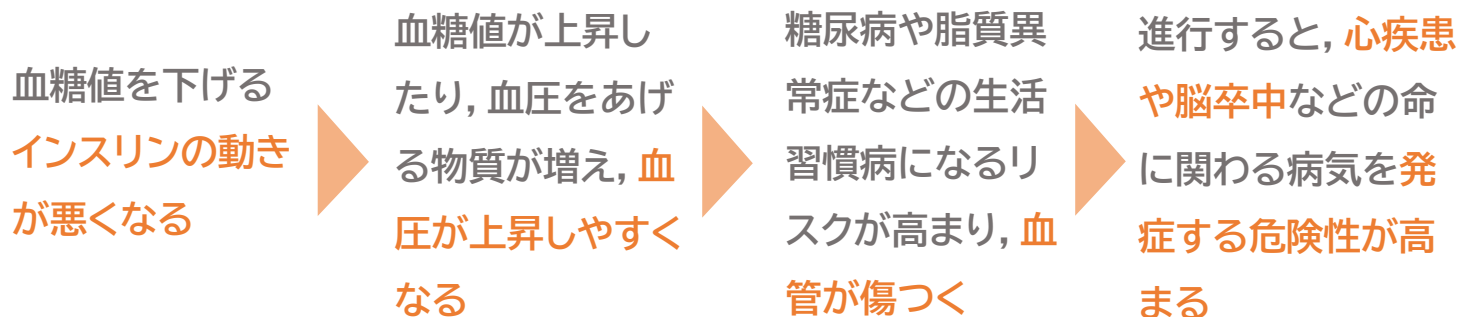 血糖値を下げる
インスリンの動き
が悪くなる
血糖値が上昇し
たり, 血圧をあげ
る物質が増え, 血
圧が上昇しやすく
なる
糖尿病や脂質異
常症などの生活
習慣病になるリ
スクが高まり, 血
管が傷つく
進行すると, 心疾患
や脳卒中などの命
に関わる病気を発
症する危険性が高
まる